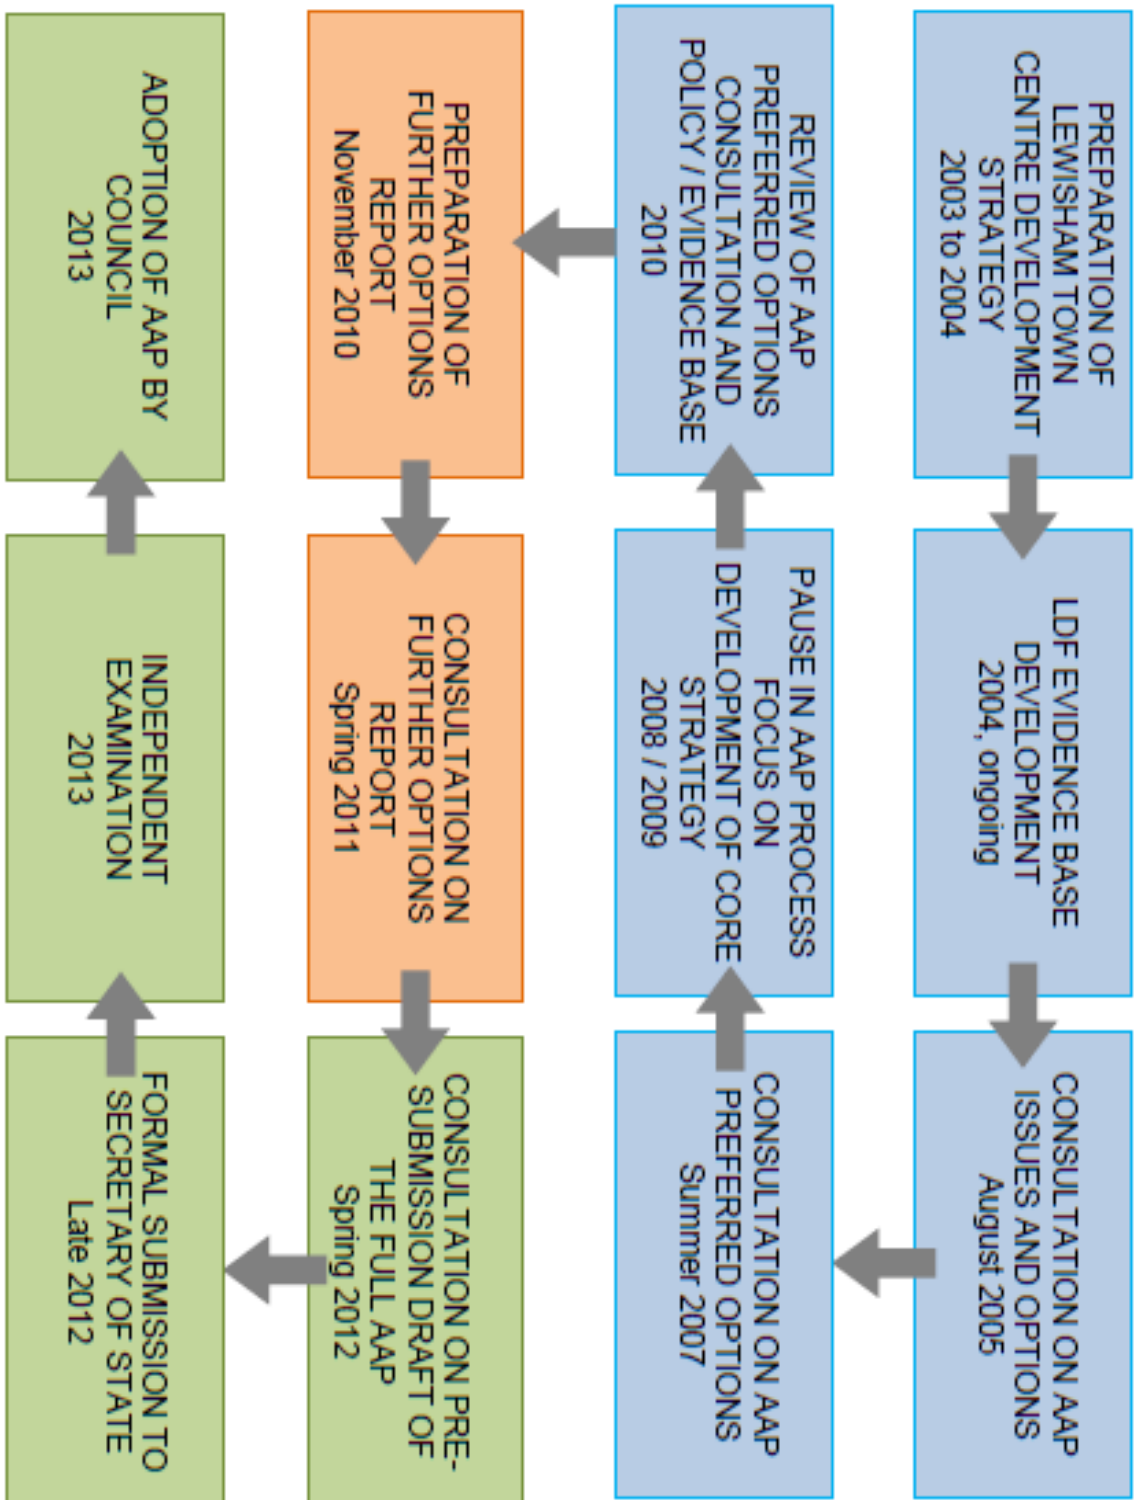 PREPARATION OF
LEWISHAM TOWN
CENTRE DEVELOPMENT
STRATEGY
2003 to 2004
LDF EVIDENCE BASE
DEVELOPMENT
2004, ongoing
CONSULTATION ON AAP
ISSUES AND OPTIONS
August 2005
CONSULTATION ON AAP
PREFERRED OPTIONS
Summer 2007
PAUSE IN AAP PROCESS
FOCUS ON
DEVELOPMENT OF CORE
STRATEGY
2008 / 2009
REVIEW OF AAP
PREFERRED OPTIONS
CONSULTATION AND
POLICY / EVIDENCE BASE
2010
PREPARATION OF
FURTHER OPTIONS
REPORT
November 2010
CONSULTATION ON
FURTHER OPTIONS
REPORT
Spring 2011
CONSULTATION ON PRE-
SUBMISSION DRAFT OF
THE FULL AAP
Spring 2012
FORMAL SUBMISSION TO
SECRETARY OF STATE
Late 2012
INDEPENDENT
EXAMINATION
2013
ADOPTION OF AAP BY
COUNCIL
2013